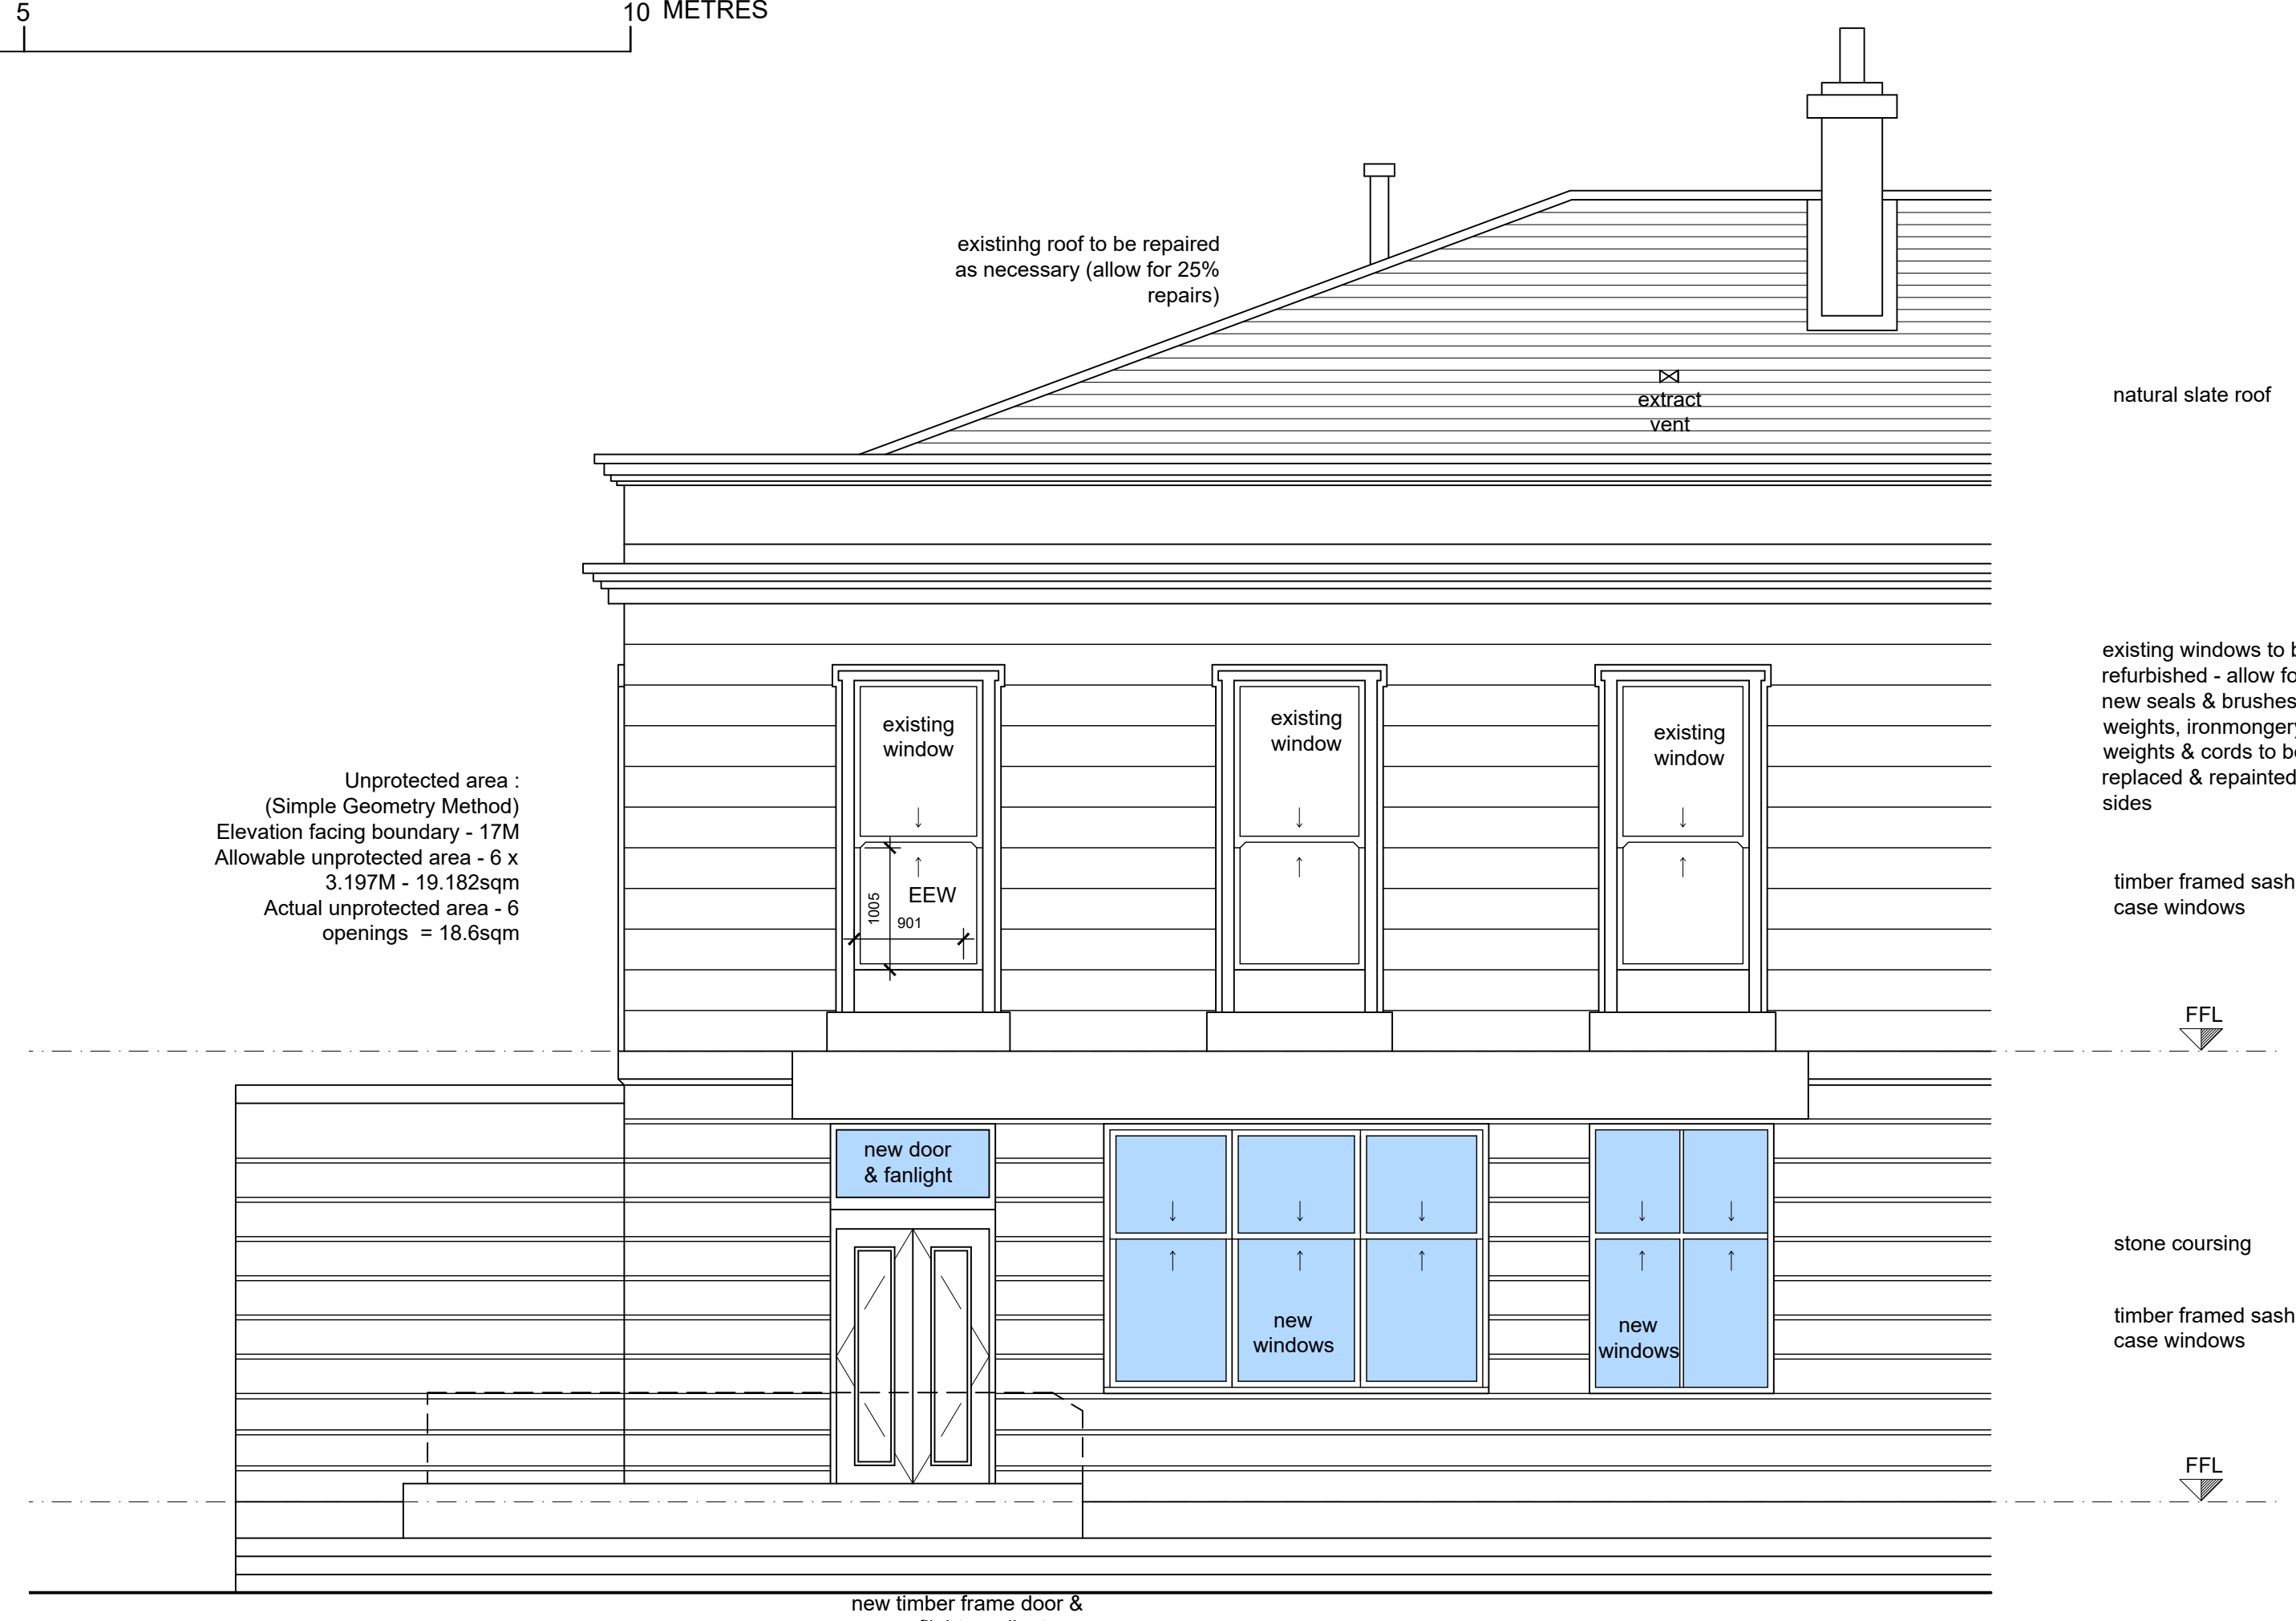 5
10 METRES
existinhg roof to be repaired
as necessary (allow for 25%
repairs)
extract
vent
natural slate roof
existing
window
existing
window
existing
window
existing windows to
refurbished - allow
new seals & brushes
weights,
weights & cords to
replaced & repainted
sides
Unprotected area :
(Simple Geometry Method)
Elevation facing boundary - 17M
Allowable unprotected area - 6 x
3.197M - 19.182sqm
Actual unprotected area - 6
openings = 18.6sqm
EEW
1005
901
timber framed sash
case windows
FFL
new door
& fanlight
stone coursing
new
windows
new
windows
timber framed sash
case windows
FFL
new timber frame door &